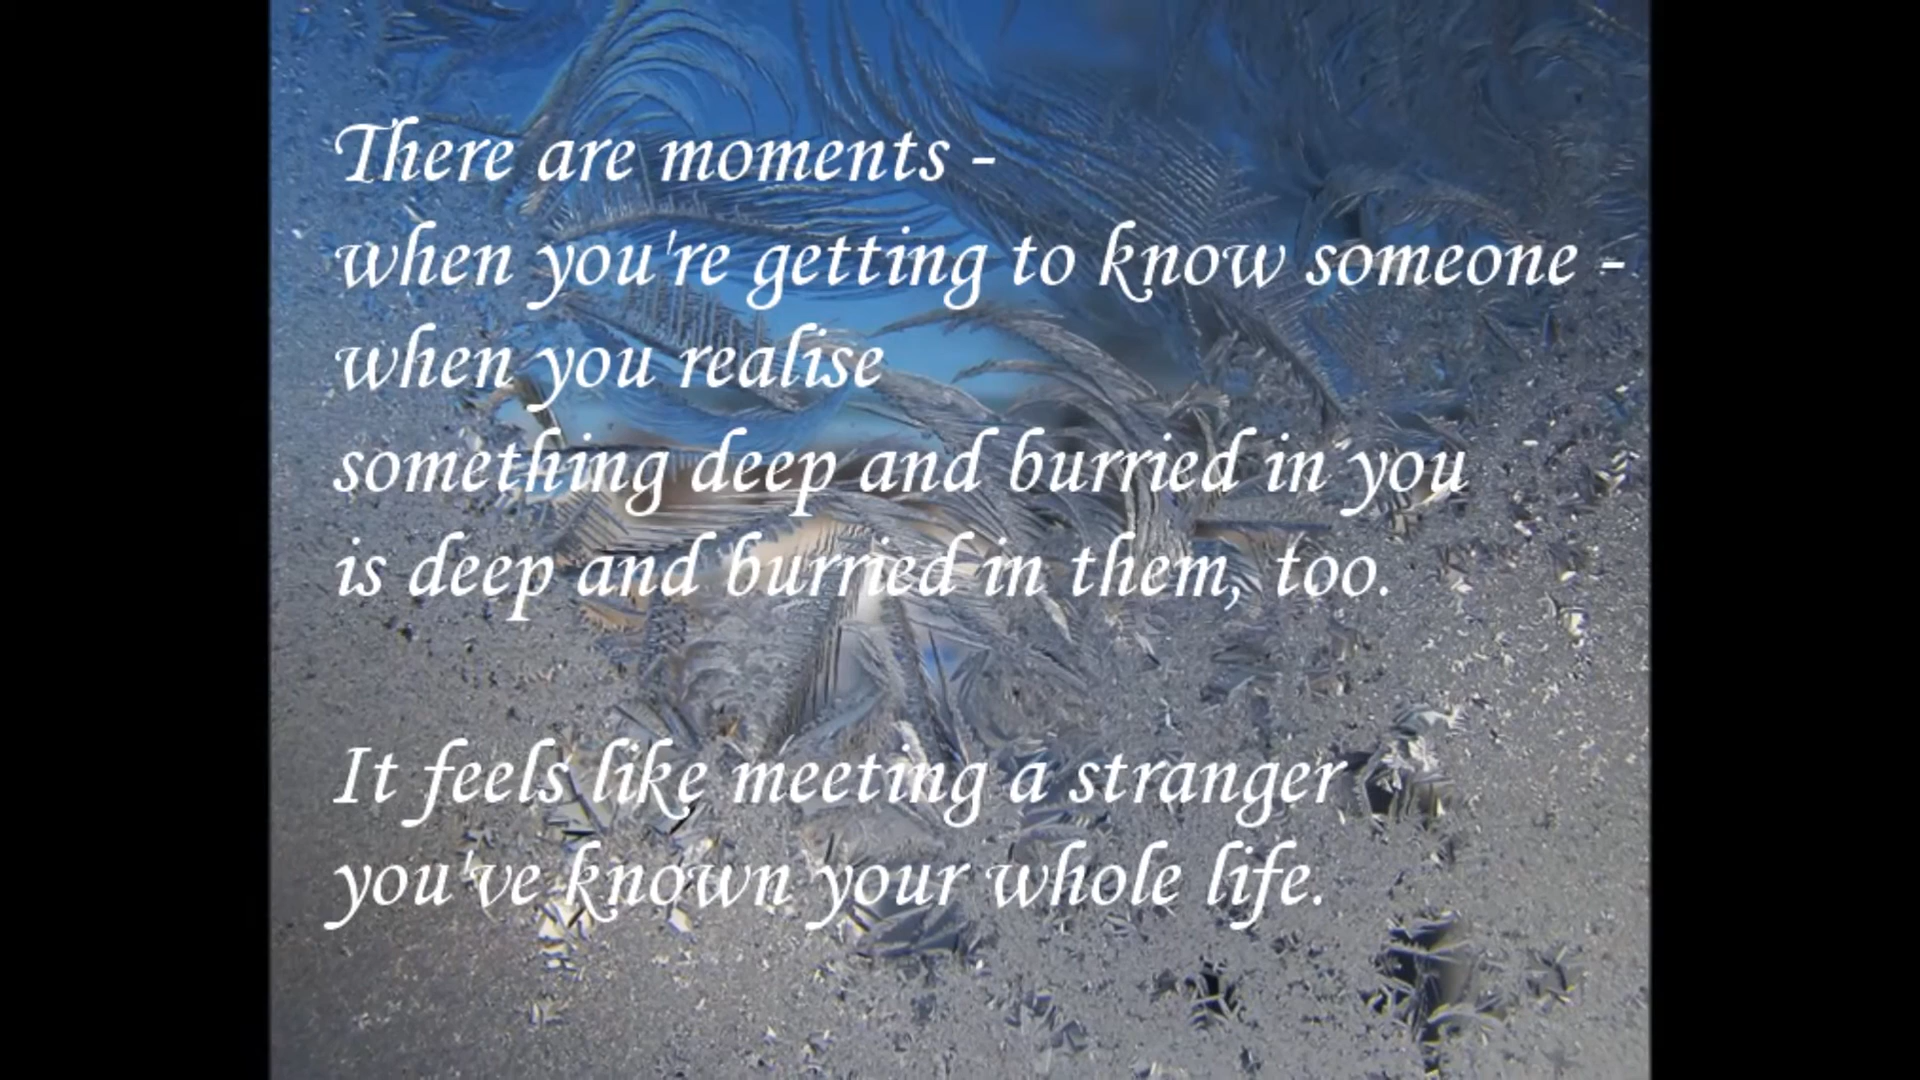 There are moments -
when you're getting to know someone -
when you realise
something deep and burried in you
is deep and burried in them, too.
It feels like meeting a stranger
you've known your whole life.